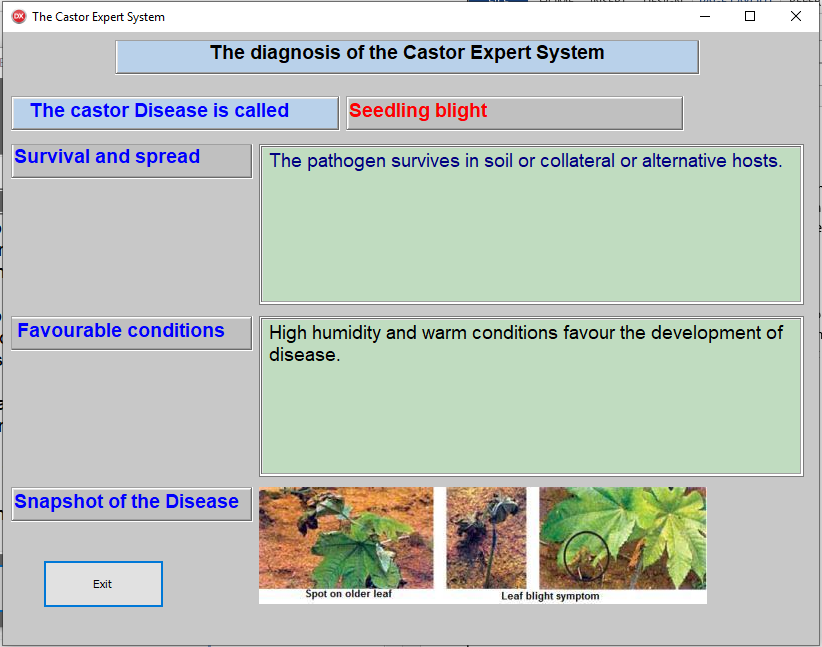 The Castor Expert System
The diagnosis of the Castor Expert System
The castor Disease is called
Seedling blight
Survival and spread
The pathogen survives in soil or collateral or alternative hosts.
Favourable conditions
High humidity and warm conditions favour the development of
disease.
Snapshot of the Disease
Spot on older leaf
Leaf blight symptom
Exit